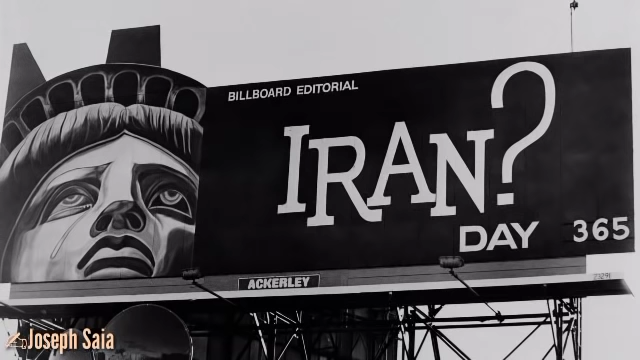 BILLBOARD EDITORIAL
IRAN?
DAY 365
ACKERLEY
Joseph Saia